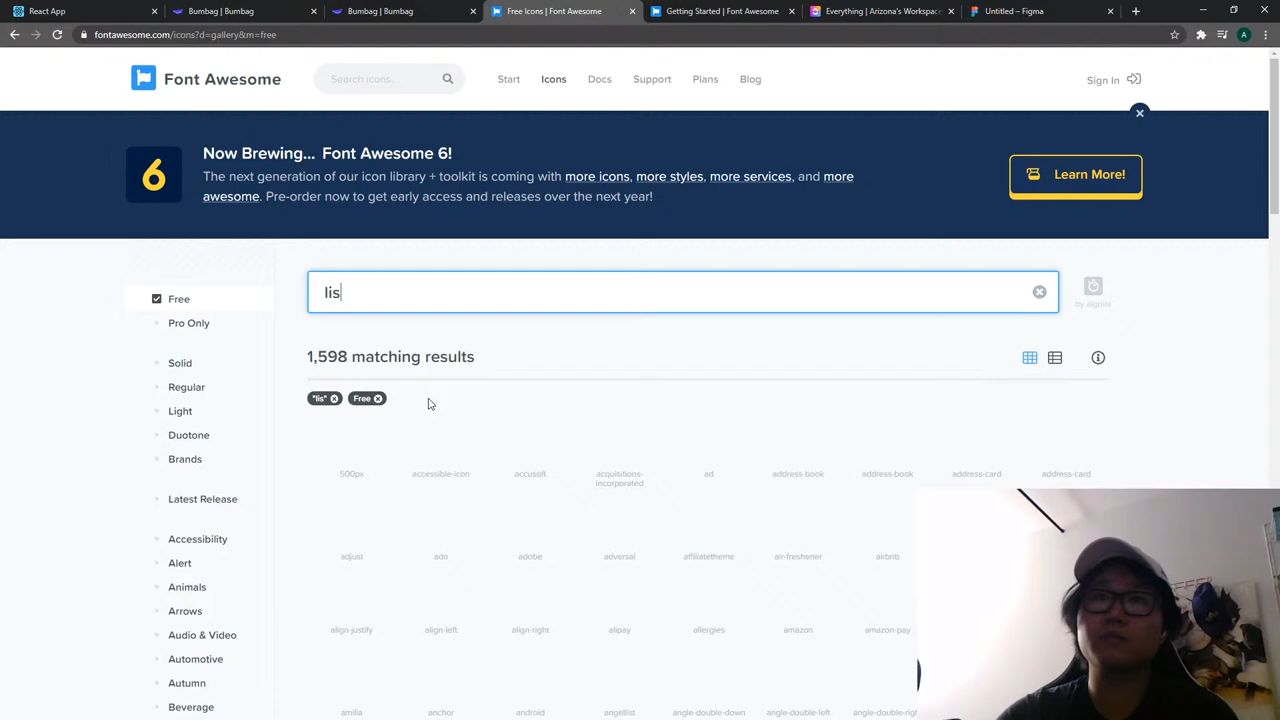 React App
Bumbag | Bumbag
Bumbag | Bumbag
Free Icons | Font Awesome
Getting Started | Font Awesome
Everything | Arizona's Workspac
Untitled – Figma
fontawesome.com/icons?d=gallery&m=free
A
Font Awesome
Search icons...
Start
Icons
Docs
Support
Plans
Blog
Sign In
6
Now Brewing... Font Awesome 6!
The next generation of our icon library + toolkit is coming with more icons, more styles, more services, and more
awesome. Pre-order now to get early access and releases over the next year!
Learn More!
lis
by algolia
Free
Pro Only
Solid
Regular
Light
Duotone
Brands
Latest Release
Accessibility
Alert
Animals
Arrows
Audio & Video
Automotive
Autumn
Beverage
1,598 matching results
"lis"
Free
500px
accessible-icon
accusoft
acquisitions-
incorporated
ad
address-book
address-book
address-card
address-card
adjust
adn
adobe
adversal
affiliatetheme
air-freshener
airbnb
align-justify
align-left
align-right
alipay
allergies
amazon
amazon-pay
amilia
anchor
android
angellist
angle-double-down
angle-double-left
angle-double-righ